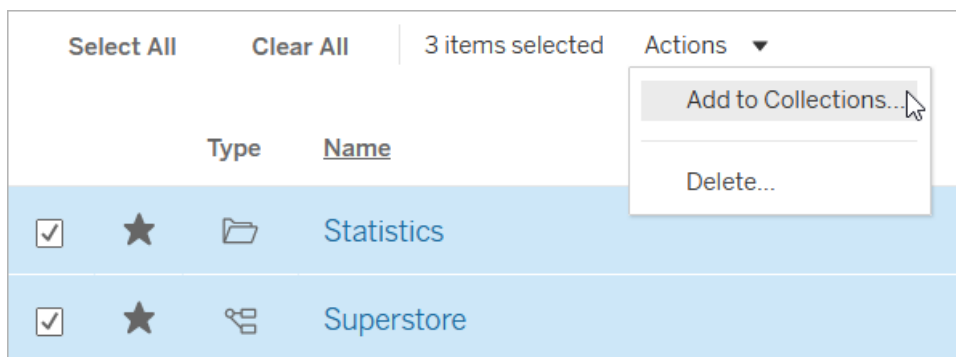 Select All Clear All 3 items selected Actions
Add to Collections...
Type Name
Delete...
Statistics
Superstore